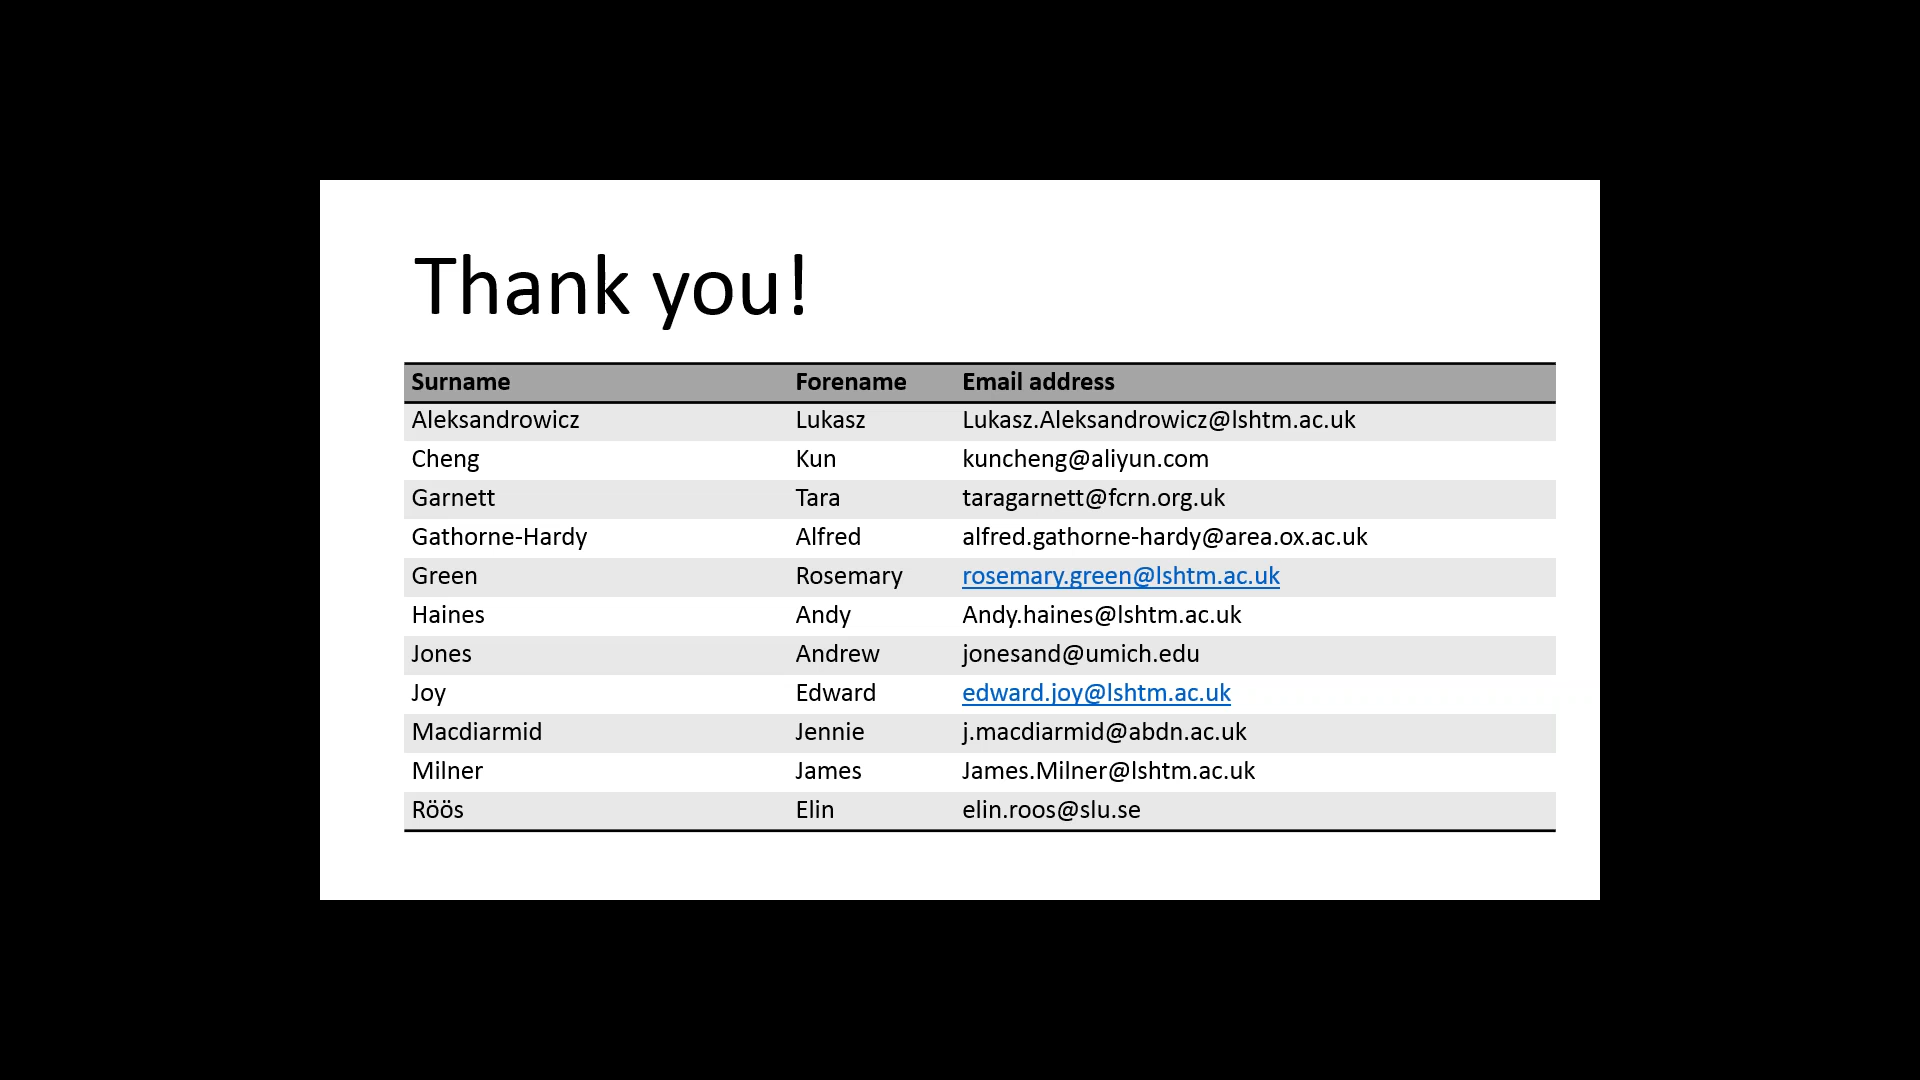 Thank you!
Surname Forename Email address
Aleksandrowicz Lukasz Lukasz.Aleksandrowicz@lshtm.ac.uk
Cheng Kun kuncheng@aliyun.com
Garnett Tara taragarnett@fcrn.org.uk
Gathorne-Hardy Alfred alfred.gathorne-hardy@area.ox.ac.uk
Green Rosemary rosemary.green@lshtm.ac.uk
Haines Andy Andy.haines@lshtm.ac.uk
Jones Andrew jonesand@umich.edu
Joy Edward edward.joy@lshtm.ac.uk
Macdiarmid Jennie j.macdiarmid@abdn.ac.uk
Milner James James.Milner@lshtm.ac.uk
Röös Elin elin.roos@slu.se